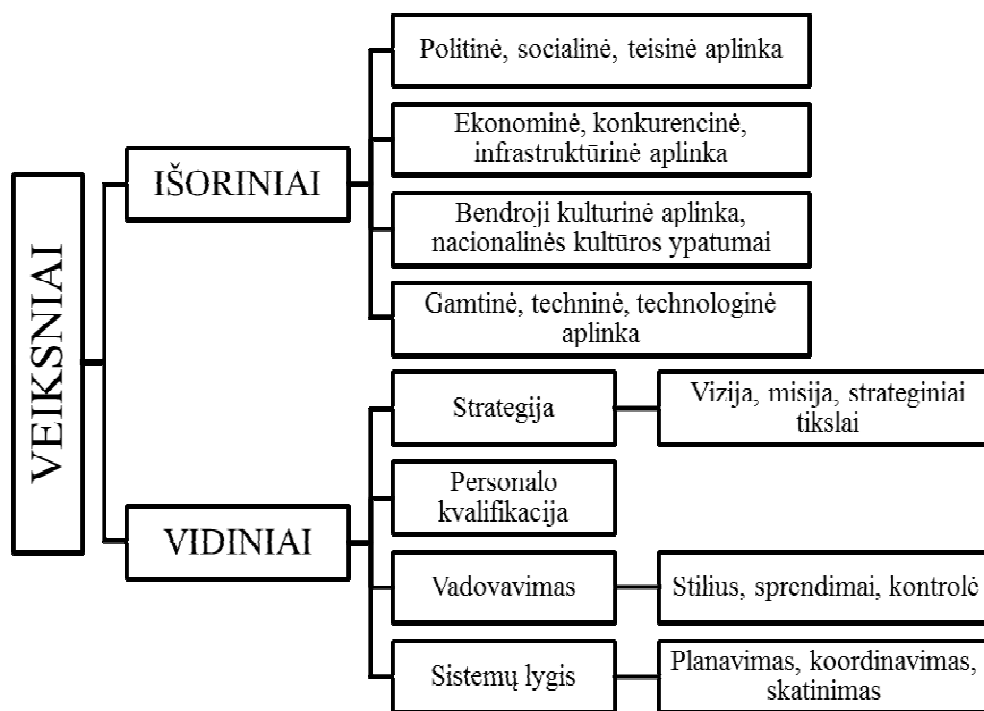 VEIKSNIAI
IŠORINIAI
Politinė, socialinė, teisinė aplinka
Ekonominė, konkurencinė,
infrastruktūrinė aplinka
Bendroji kulturinė aplinka,
nacionalinės kultūros ypatumai
Gamtinė, techninė, technologinė
aplinka
VIDINIAI
Strategija
Vizija, misija, strateginiai
tikslai
Personalo
kvalifikacija
Vadovavimas
Stilius, sprendimai, kontrolė
Sistemų lygis
Planavimas, koordinavimas,
skatinimas